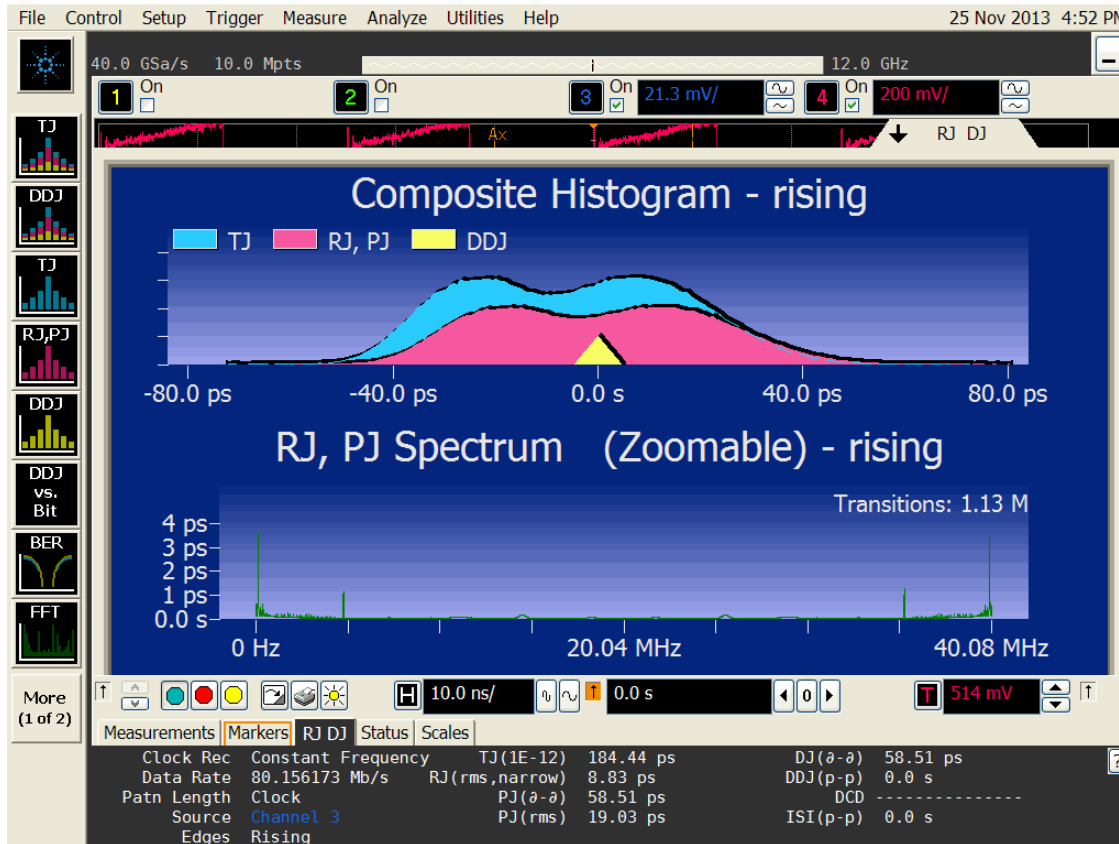 File Control Setup Trigger Measure Analyze Utilities Help 25 Nov 2013 4:52 PM
40.0 GSa/s 10.0 Mpts 12.0 GHz
1 On 2 On 3 On 21.3 mV/ 4 On 200 mV/
Ax RJ DJ
TJ
DDJ
TJ
RJ,PJ
DDJ
DDJ
vs.
Bit
BER
FFT
More
(1 of 2)
Composite Histogram - rising
TJ RJ, PJ DDJ
-80.0 ps -40.0 ps 0.0 s 40.0 ps 80.0 ps
RJ, PJ Spectrum (Zoomable) - rising
Transitions: 1.13 M
4 ps
3 ps
2 ps
1 ps
0.0 s
0 Hz 20.04 MHz 40.08 MHz
H 10.0 ns/ 0.0 s 0 T 514 mV
Measurements Markers RJ DJ Status Scales
Clock Rec Constant Frequency TJ(1E-12) 184.44 ps DJ(∂-∂) 58.51 ps
Data Rate 80.156173 Mb/s RJ(rms,narrow) 8.83 ps DDJ(p-p) 0.0 s
Patn Length Clock PJ(∂-∂) 58.51 ps DCD ---------------
Source Channel 3 PJ(rms) 19.03 ps ISI(p-p) 0.0 s
Edges Rising
?